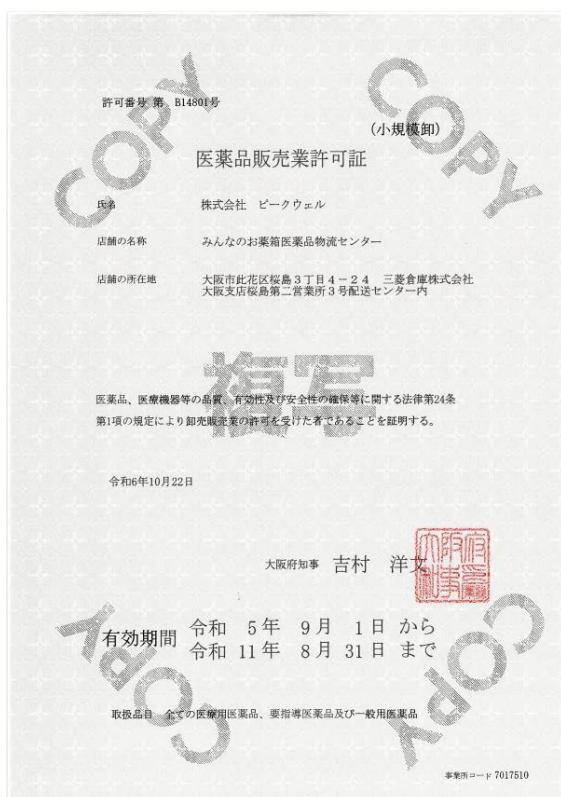 許可番号 第 B14801号
(小規模卸)
医薬品販売業許可証
氏名 株式会社 ピークウェル
店舗の名称 みんなのお薬箱医薬品物流センター
店舗の所在地 大阪市此花区桜島3丁目4-24 三菱倉庫株式会社
大阪支店桜島第二営業所3号配送センター内
複写
医薬品、医療機器等の品質、有効性及び安全性の確保等に関する法律第24条
第1項の規定により卸売販売業の許可を受けた者であることを証明する。
令和6年10月22日
大阪府知事 吉村 洋文
有効期間 令和 5年 9月 1日 から
令和 11年 8月 31日 まで
取扱品目 全ての医療用医薬品、要指導医薬品及び一般用医薬品
事業所コード 7017510
COPY
COPY
COPY
COPY